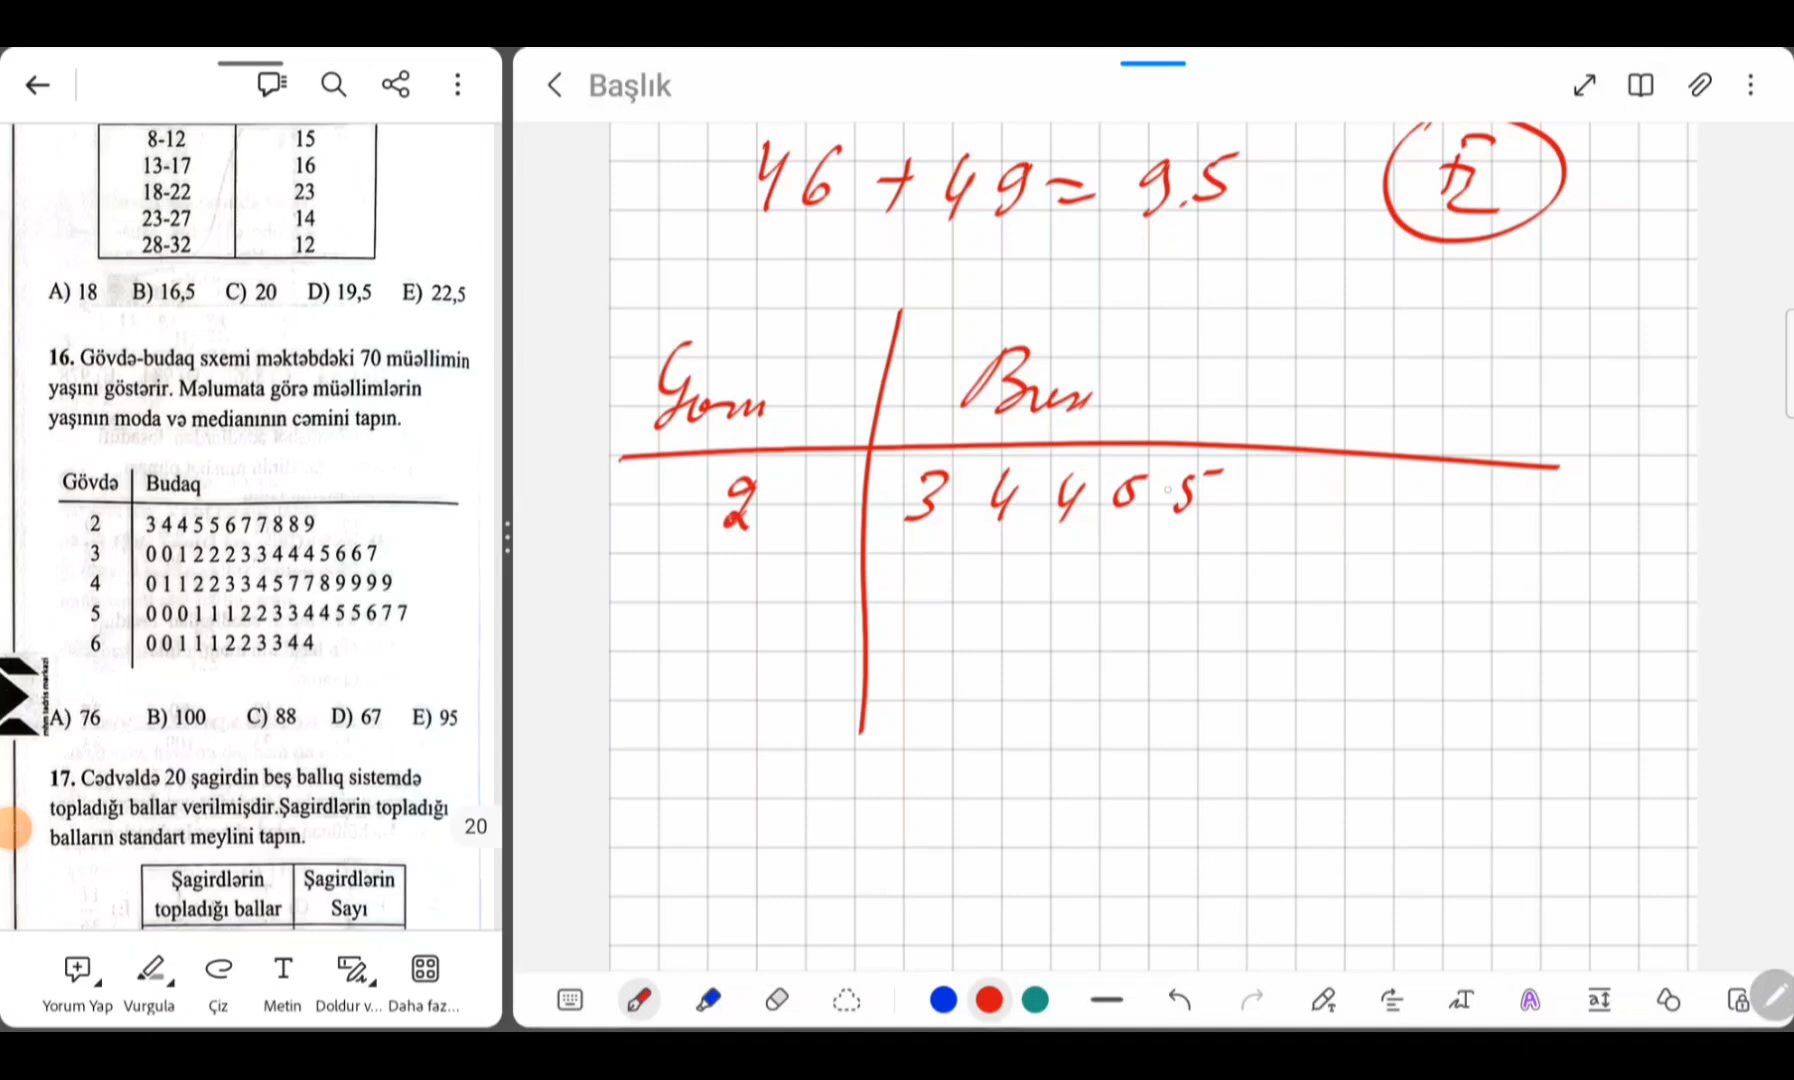 Başlık
8-12 15
13-17 16
18-22 23
23-27 14
28-32 12
A) 18 B) 16,5 C) 20 D) 19,5 E) 22,5
16. Gövdə-budaq sxemi məktəbdəki 70 müəllimin
yaşını göstərir. Məlumata görə müəllimlərin
yaşının moda və medianının cəmini tapın.
Gövdə Budaq
2 3 4 4 5 5 6 7 7 8 8 9
3 0 0 1 2 2 2 3 3 4 4 4 5 6 6 7
4 0 1 1 2 2 3 3 4 5 7 7 8 9 9 9 9
5 0 0 0 1 1 1 2 2 3 3 4 4 5 5 6 7 7
6 0 0 1 1 1 2 2 3 3 4 4
A) 76 B) 100 C) 88 D) 67 E) 95
17. Cədvəldə 20 şagirdin beş ballıq sistemdə
topladığı ballar verilmişdir.Şagirdlərin topladığı
balların standart meylini tapın.
20
Şagirdlərin Şagirdlərin
topladığı ballar Sayı
Yorum Yap Vurgula Çiz Metin Doldur v... Daha faz...
46 + 49 = 9.5
2 3 4 4 5 5